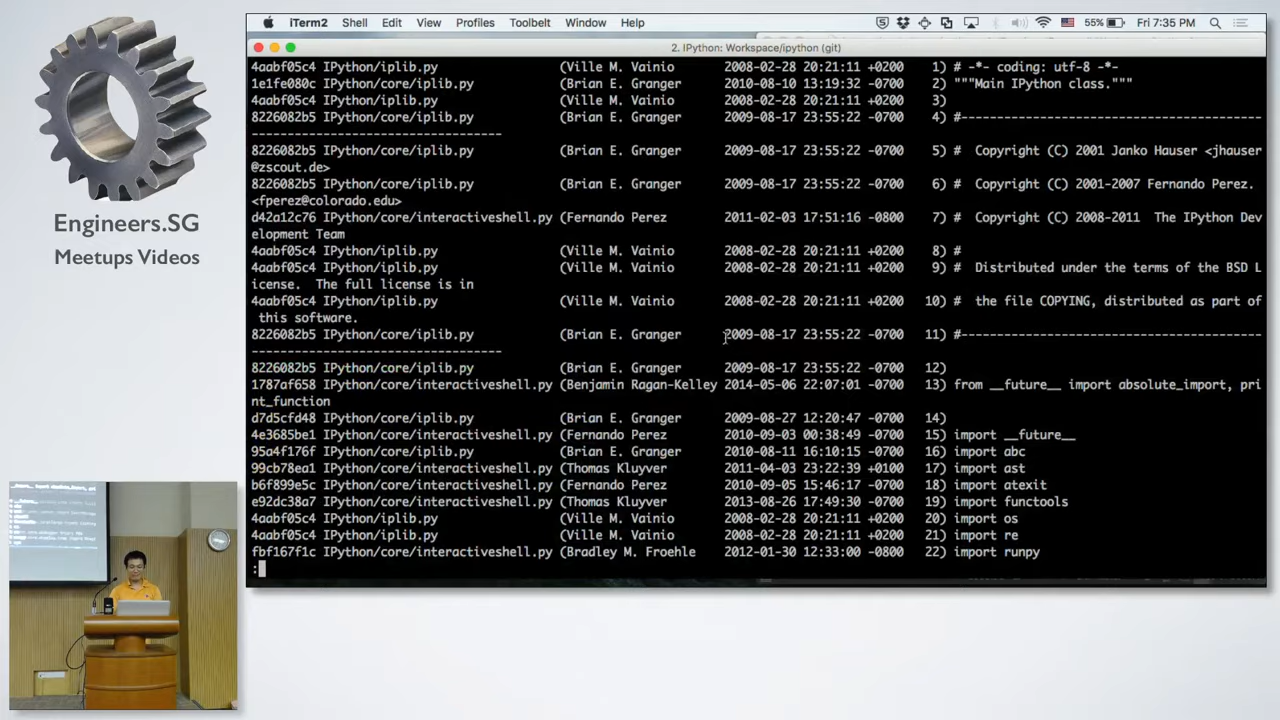 Engineers.SG
Meetups Videos
iTerm2 Shell Edit View Profiles Toolbelt Window Help 55% Fri 7:35 PM
2. IPython: Workspace/ipython (git)
4aabf05c4 IPython/iplib.py (Ville M. Vainio 2008-02-28 20:21:11 +0200 1) # -*- coding: utf-8 -*-
1e1fe080c IPython/core/iplib.py (Brian E. Granger 2010-08-10 13:19:32 -0700 2) """Main IPython class."""
4aabf05c4 IPython/iplib.py (Ville M. Vainio 2008-02-28 20:21:11 +0200 3)
8226082b5 IPython/core/iplib.py (Brian E. Granger 2009-08-17 23:55:22 -0700 4) #-----------------------------------------
-------------------------------
8226082b5 IPython/core/iplib.py (Brian E. Granger 2009-08-17 23:55:22 -0700 5) # Copyright (C) 2001 Janko Hauser <jhauser
@zscout.de>
8226082b5 IPython/core/iplib.py (Brian E. Granger 2009-08-17 23:55:22 -0700 6) # Copyright (C) 2001-2007 Fernando Perez.
<fperez@colorado.edu>
d42a12c76 IPython/core/interactiveshell.py (Fernando Perez 2011-02-03 17:51:16 -0800 7) # Copyright (C) 2008-2011 The IPython Dev
elopment Team
4aabf05c4 IPython/iplib.py (Ville M. Vainio 2008-02-28 20:21:11 +0200 8) #
4aabf05c4 IPython/iplib.py (Ville M. Vainio 2008-02-28 20:21:11 +0200 9) # Distributed under the terms of the BSD L
icense. The full license is in
4aabf05c4 IPython/iplib.py (Ville M. Vainio 2008-02-28 20:21:11 +0200 10) # the file COPYING, distributed as part of
this software.
8226082b5 IPython/core/iplib.py (Brian E. Granger 2009-08-17 23:55:22 -0700 11) #-----------------------------------------
-------------------------------
8226082b5 IPython/core/iplib.py (Brian E. Granger 2009-08-17 23:55:22 -0700 12)
1787af658 IPython/core/interactiveshell.py (Benjamin Ragan-Kelley 2014-05-06 22:07:01 -0700 13) from __future__ import absolute_import, pri
nt_function
d7d5cfd48 IPython/core/iplib.py (Brian E. Granger 2009-08-27 12:20:47 -0700 14)
4e3685be1 IPython/core/interactiveshell.py (Fernando Perez 2010-09-03 00:38:49 -0700 15) import __future__
95a4f176f IPython/core/iplib.py (Brian E. Granger 2010-08-11 16:10:15 -0700 16) import abc
99cb78ea1 IPython/core/interactiveshell.py (Thomas Kluyver 2011-04-03 23:22:39 +0100 17) import ast
b6f899e5c IPython/core/interactiveshell.py (Fernando Perez 2010-09-05 15:46:17 -0700 18) import atexit
e92dc38a7 IPython/core/interactiveshell.py (Thomas Kluyver 2013-08-25 17:49:30 -0700 19) import functools
4aabf05c4 IPython/iplib.py (Ville M. Vainio 2008-02-28 20:21:11 +0200 20) import os
4aabf05c4 IPython/iplib.py (Ville M. Vainio 2008-02-28 20:21:11 +0200 21) import re
fbf167f1c IPython/core/interactiveshell.py (Bradley M. Froehle 2012-01-30 12:33:00 -0800 22) import runpy
: